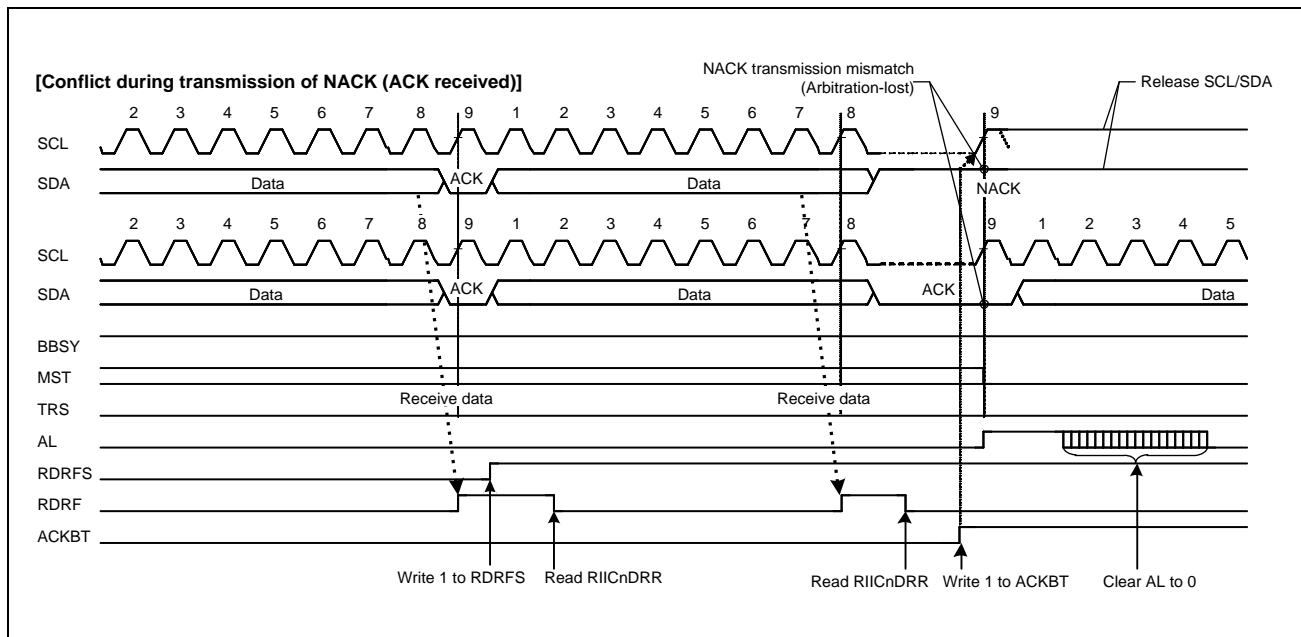 NACK transmission mismatch
(Arbitration-lost)
Release SCL/SDA
[Conflict during transmission of NACK (ACK received)]
2 3 4 5 6 7 8 9 1 2 3 4 5 6 7 8 9
SCL
SDA Data ACK Data NACK
2 3 4 5 6 7 8 9 1 2 3 4 5 6 7 8 9 1 2 3 4 5
SCL
SDA Data ACK Data ACK Data
BBSY
MST
Receive data Receive data
TRS
AL
RDRFS
RDRF
ACKBT
Write 1 to RDRFS Read RIICnDRR Read RIICnDRR Write 1 to ACKBT Clear AL to 0